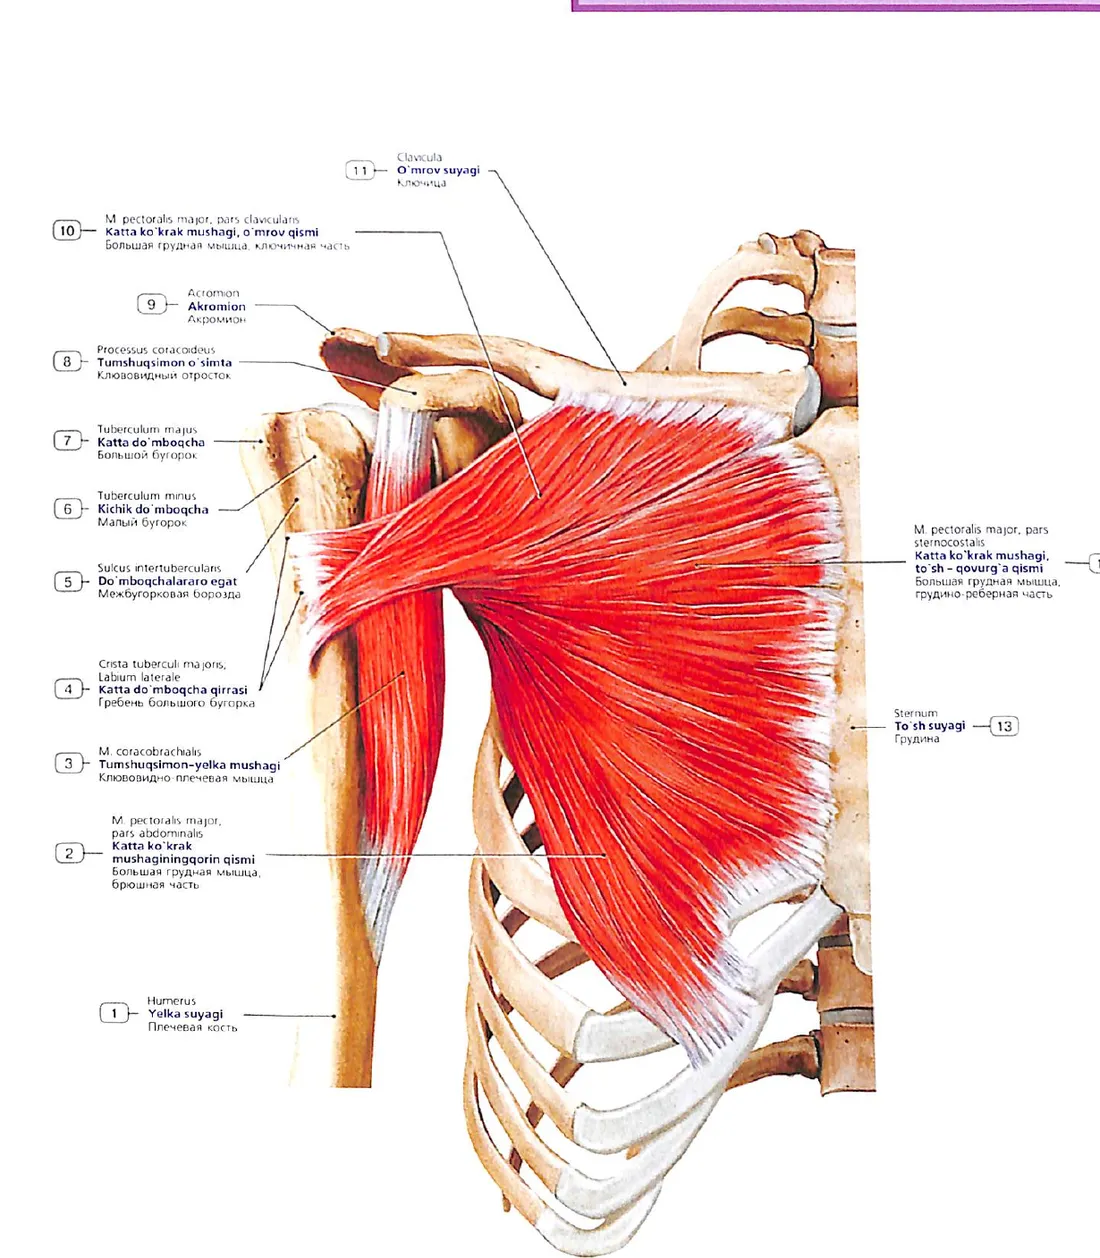 11
Clavicula
O`mrov suyagi
Ключица
10
M. pectoralis major, pars clavicularis
Katta ko`krak mushagi, o`mrov qismi
Большая грудная мышца, ключичная часть
9
Acromion
Akromion
Акромион
8
Processus coracoideus
Tumshuqsimon o`simta
Клювовидный отросток
7
Tuberculum majus
Katta do`mboqcha
Большой бугорок
6
Tuberculum minus
Kichik do`mboqcha
Малый бугорок
5
Sulcus intertubercularis
Do`mboqchalararo egat
Межбугорковая борозда
4
Crista tuberculi majoris;
Labium laterale
Katta do`mboqcha qirrasi
Гребень большого бугорка
3
M. coracobrachialis
Tumshuqsimon-yelka mushagi
Клювовидно-плечевая мышца
2
M. pectoralis major,
pars abdominalis
Katta ko`krak
mushaginingqorin qismi
Большая грудная мышца,
брюшная часть
1
Humerus
Yelka suyagi
Плечевая кость
M. pectoralis major, pars
sternocostalis
Katta ko`krak mushagi,
to`sh - qovurg`a qismi
Большая грудная мышца,
грудино-реберная часть
Sternum
To`sh suyagi
Грудина
13